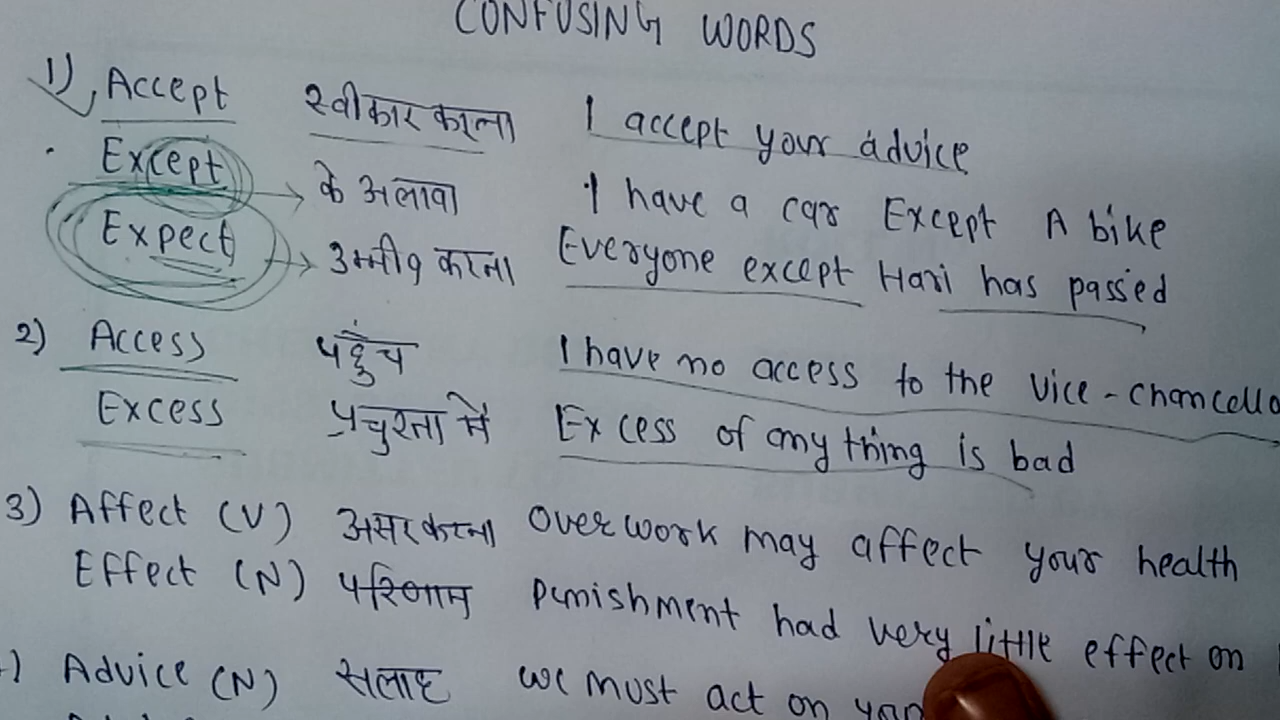 CONFUSING WORDS
1) Accept स्वीकार करना I accept your advice
Except के अलावा I have a car Except A bike
Expect उम्मीद करना Everyone except Hari has passed
2) Access पहुँच I have no access to the vice-chancello
Excess प्रचुरता में Excess of any thing is bad
3) Affect (V) असर करना Over work may affect your health
Effect (N) परिणाम Punishment had very little effect on
) Advice (N) सलाह we must act on